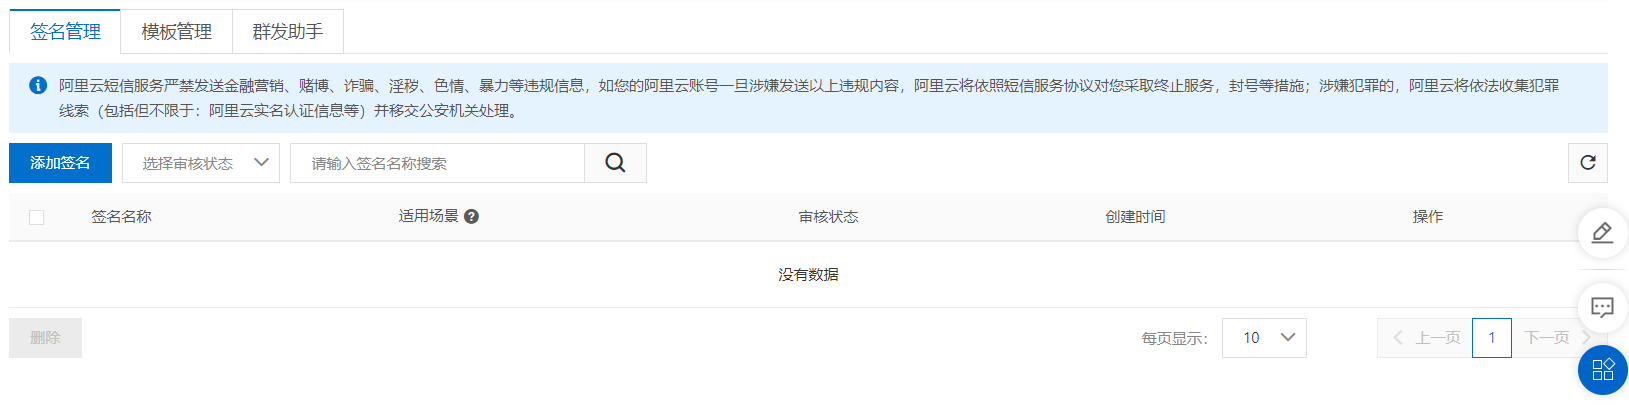 签名管理 模板管理 群发助手
阿里云短信服务严禁发送金融营销、赌博、诈骗、淫秽、色情、暴力等违规信息，如您的阿里云账号一旦涉嫌发送以上违规内容，阿里云将依照短信服务协议对您采取终止服务，封号等措施；涉嫌犯罪的，阿里云将依法收集犯罪
线索（包括但不限于：阿里云实名认证信息等）并移交公安机关处理。
添加签名 选择审核状态 请输入签名名称搜索
签名名称 适用场景 审核状态 创建时间 操作
没有数据
删除 每页显示： 10 上一页 1 下一页